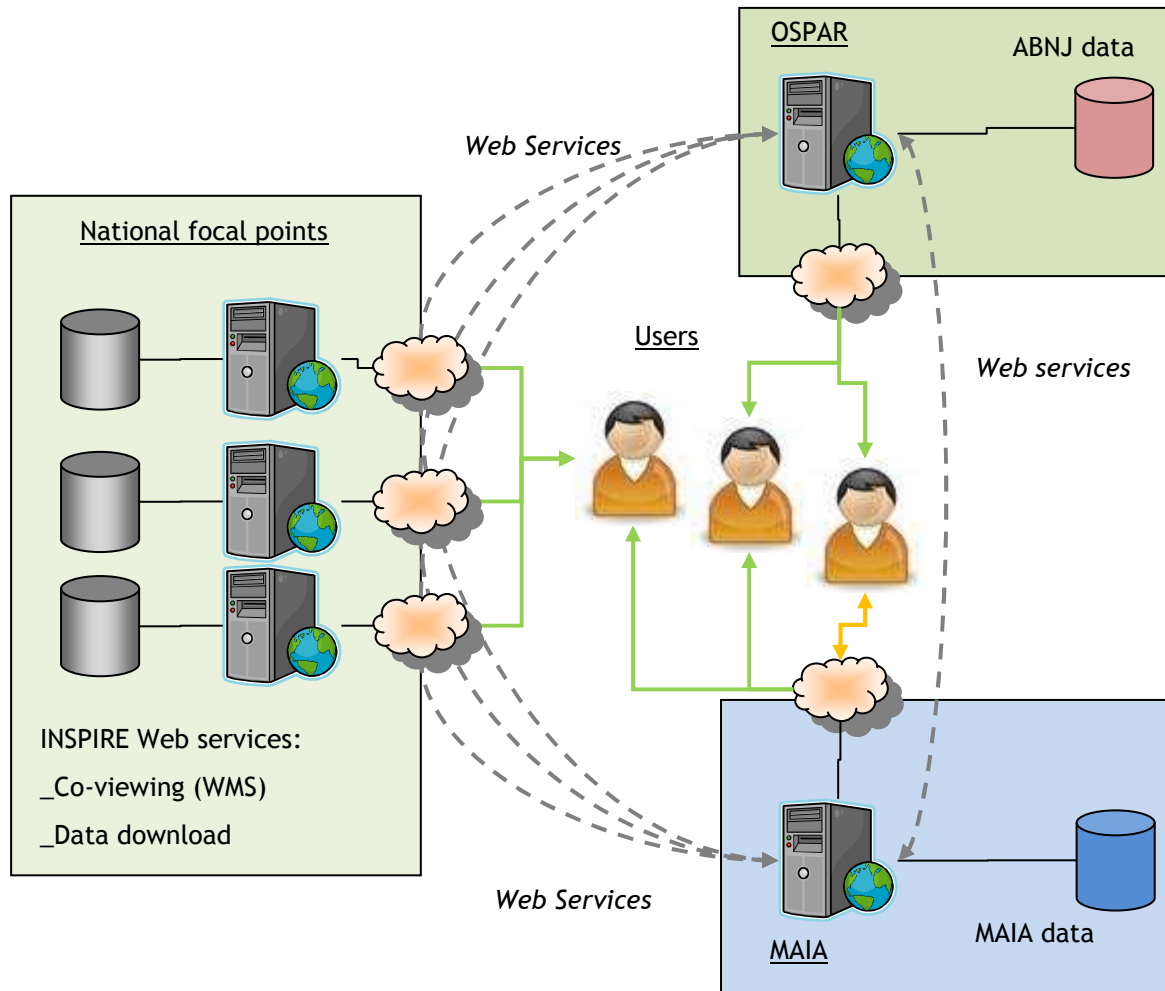 OSPAR
ABNJ data
Web Services
National focal points
Users
Web services
INSPIRE Web services:
_Co-viewing (WMS)
_Data download
Web Services
MAIA
MAIA data